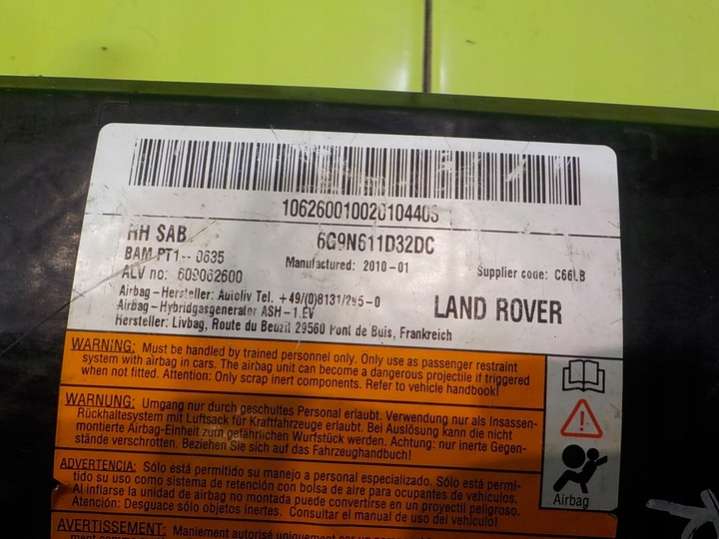 106260010020104405
RH SAB
6G9N611D32DC
BAM-PT1-- 0635
Manufactured: 2010-01
Supplier code: C66LB
ALV no: 609082600
Airbag - Hersteller: Autoliv Tel. +49/(0)8131/295-0
LAND ROVER
Airbag - Hybridgasgenerator ASH-1.EV
Hersteller: Livbag, Route du Beuzit 29560 Pont de Buis, Frankreich
WARNING: Must be handled by trained personnel only. Only use as passenger restraint
system with airbag in cars. The airbag unit can become a dangerous projectile if triggered
when not fitted. Attention: Only scrap inert components. Refer to vehicle handbook!
WARNUNG: Umgang nur durch geschultes Personal erlaubt. Verwendung nur als Insassen-
Rückhaltesystem mit Luftsack für Kraftfahrzeuge erlaubt. Bei Auslösung kann die nicht
montierte Airbag-Einheit zum gefährlichen Wurfstück werden. Achtung: nur inerte Gegen-
stände verschrotten. Beziehen Sie sich auf das Fahrzeughandbuch!
ADVERTENCIA: Sólo está permitido su manejo a personal especializado. Sólo está permi-
tido su uso como sistema de retención con bolsa de aire para ocupantes de vehículos.
Al inflarse la unidad de airbag no montada puede convertirse en un proyectil peligroso.
Atención: Desguace sólo objetos inertes. Consultar el manual de uso del vehículo!
Airbag
AVERTISSEMENT: Maniement autorisé uniquement